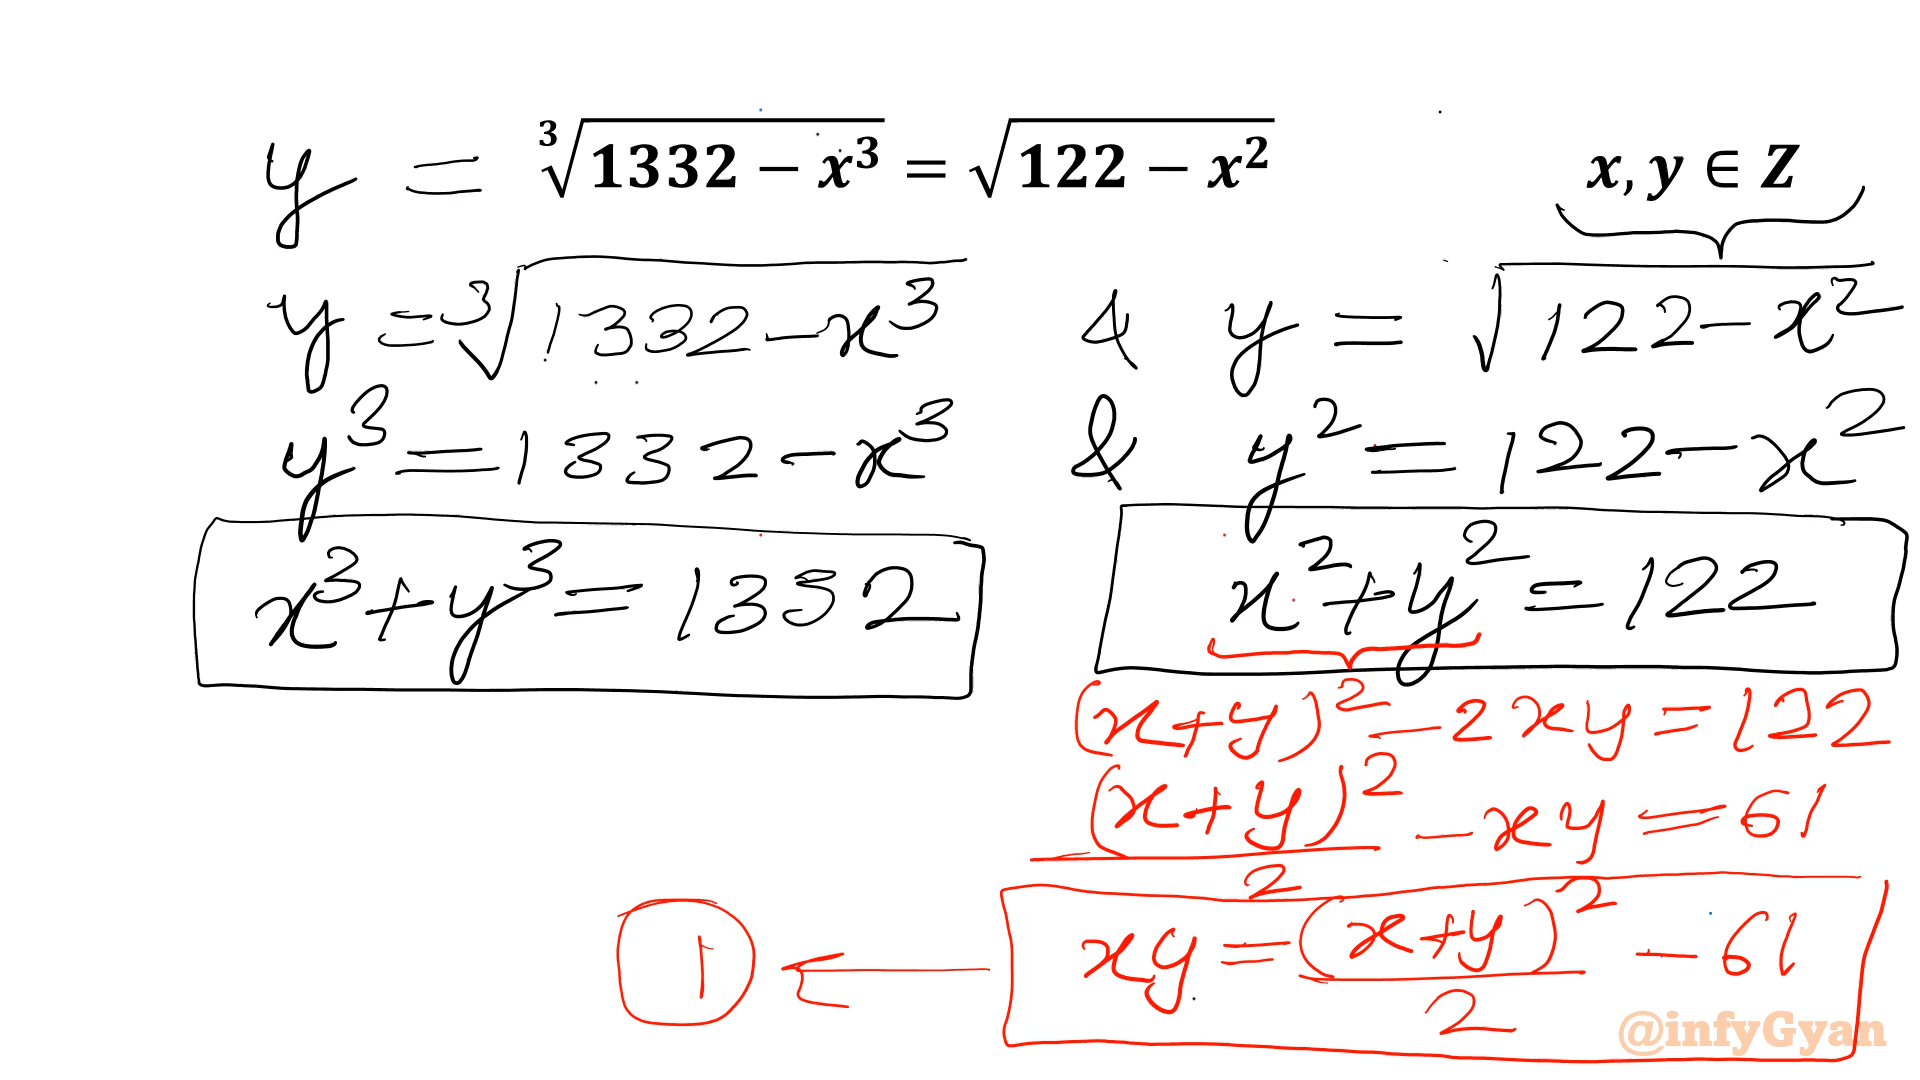 y = ∛(1332 − x³) = √(122 − x²)    x, y ∈ Z
y = ∛(1332 − x³)  &  y = √(122 − x²)
y³ = 1332 − x³  &  y² = 122 − x²
x³ + y³ = 1332    x² + y² = 122
(x+y)² − 2xy = 122
(x+y)²/2 − xy = 61
1 ← xy = (x+y)²/2 − 61
@infyGyan